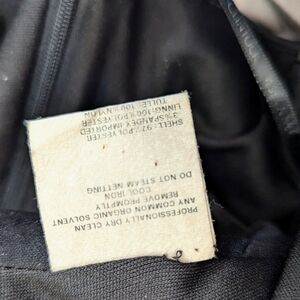 PROFESSIONALLY DRY CLEAN
ANY COMMON ORGANIC SOLVENT
REMOVE PROMPTLY
COOL IRON
DO NOT STEAM NETTING
SHELL: 97% POLYESTER
3% SPANDEX IMPORTED
LINING: 100% POLYESTER
TULLE: 100% NYLON